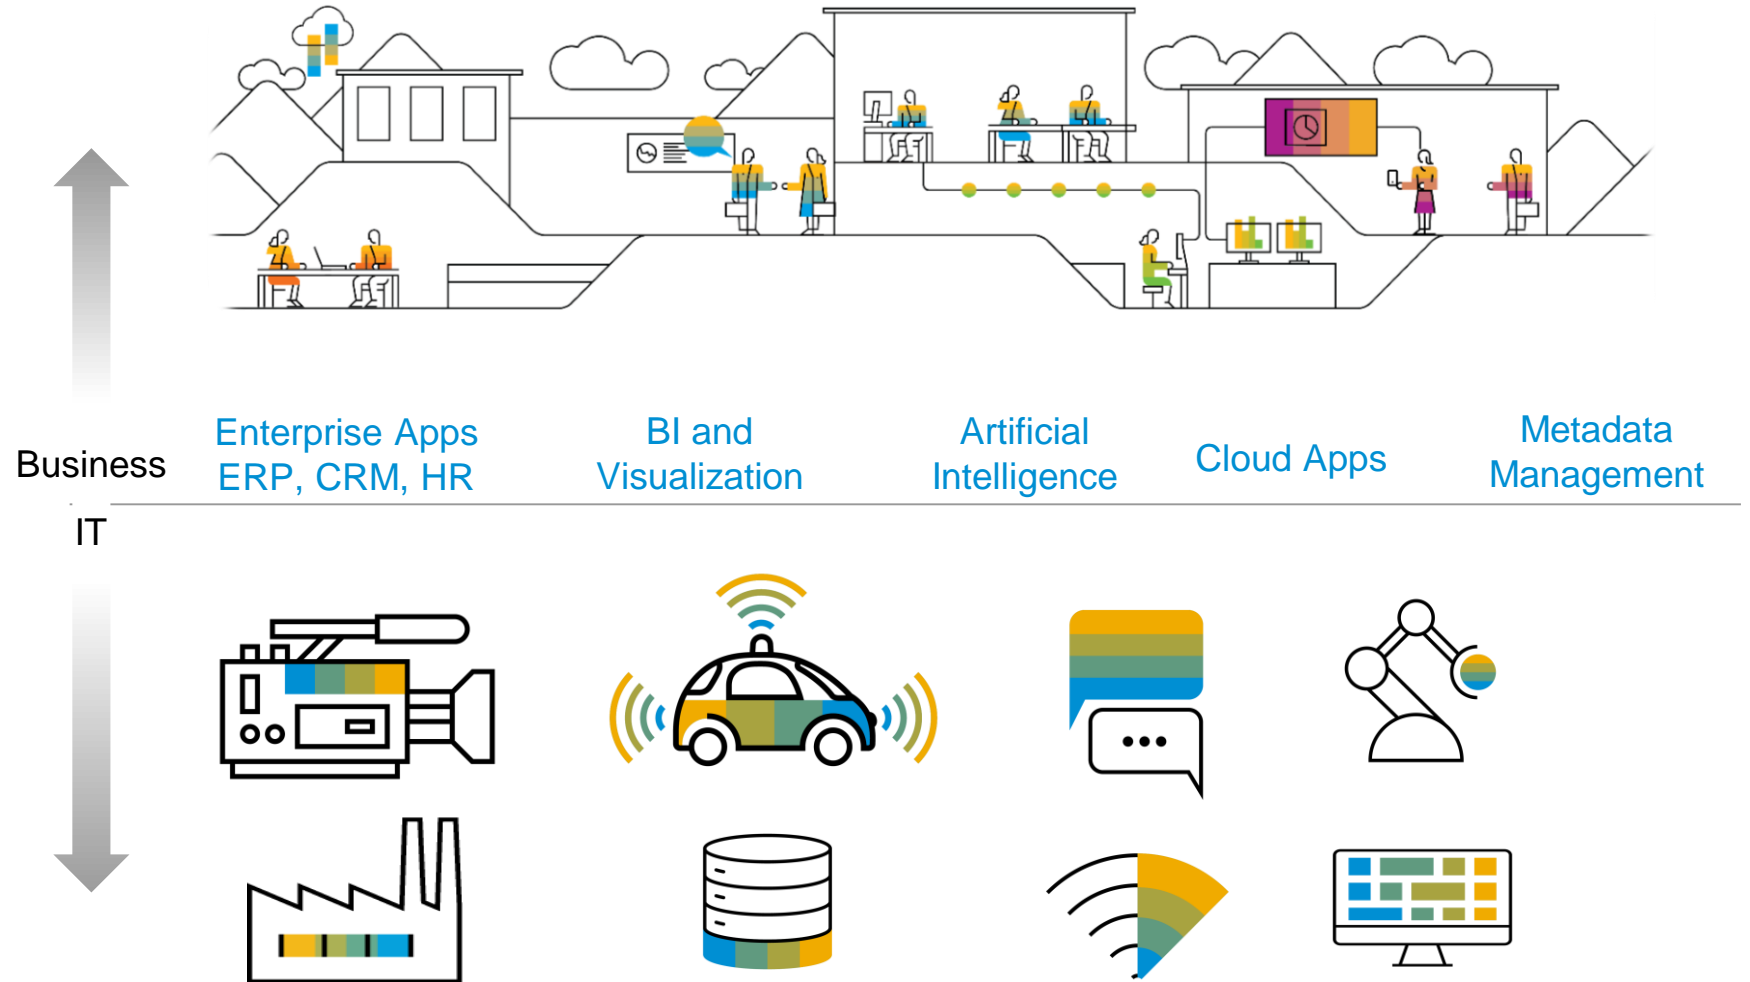 Business
Enterprise Apps
ERP, CRM, HR
BI and
Visualization
Artificial
Intelligence
Cloud Apps
Metadata
Management
IT